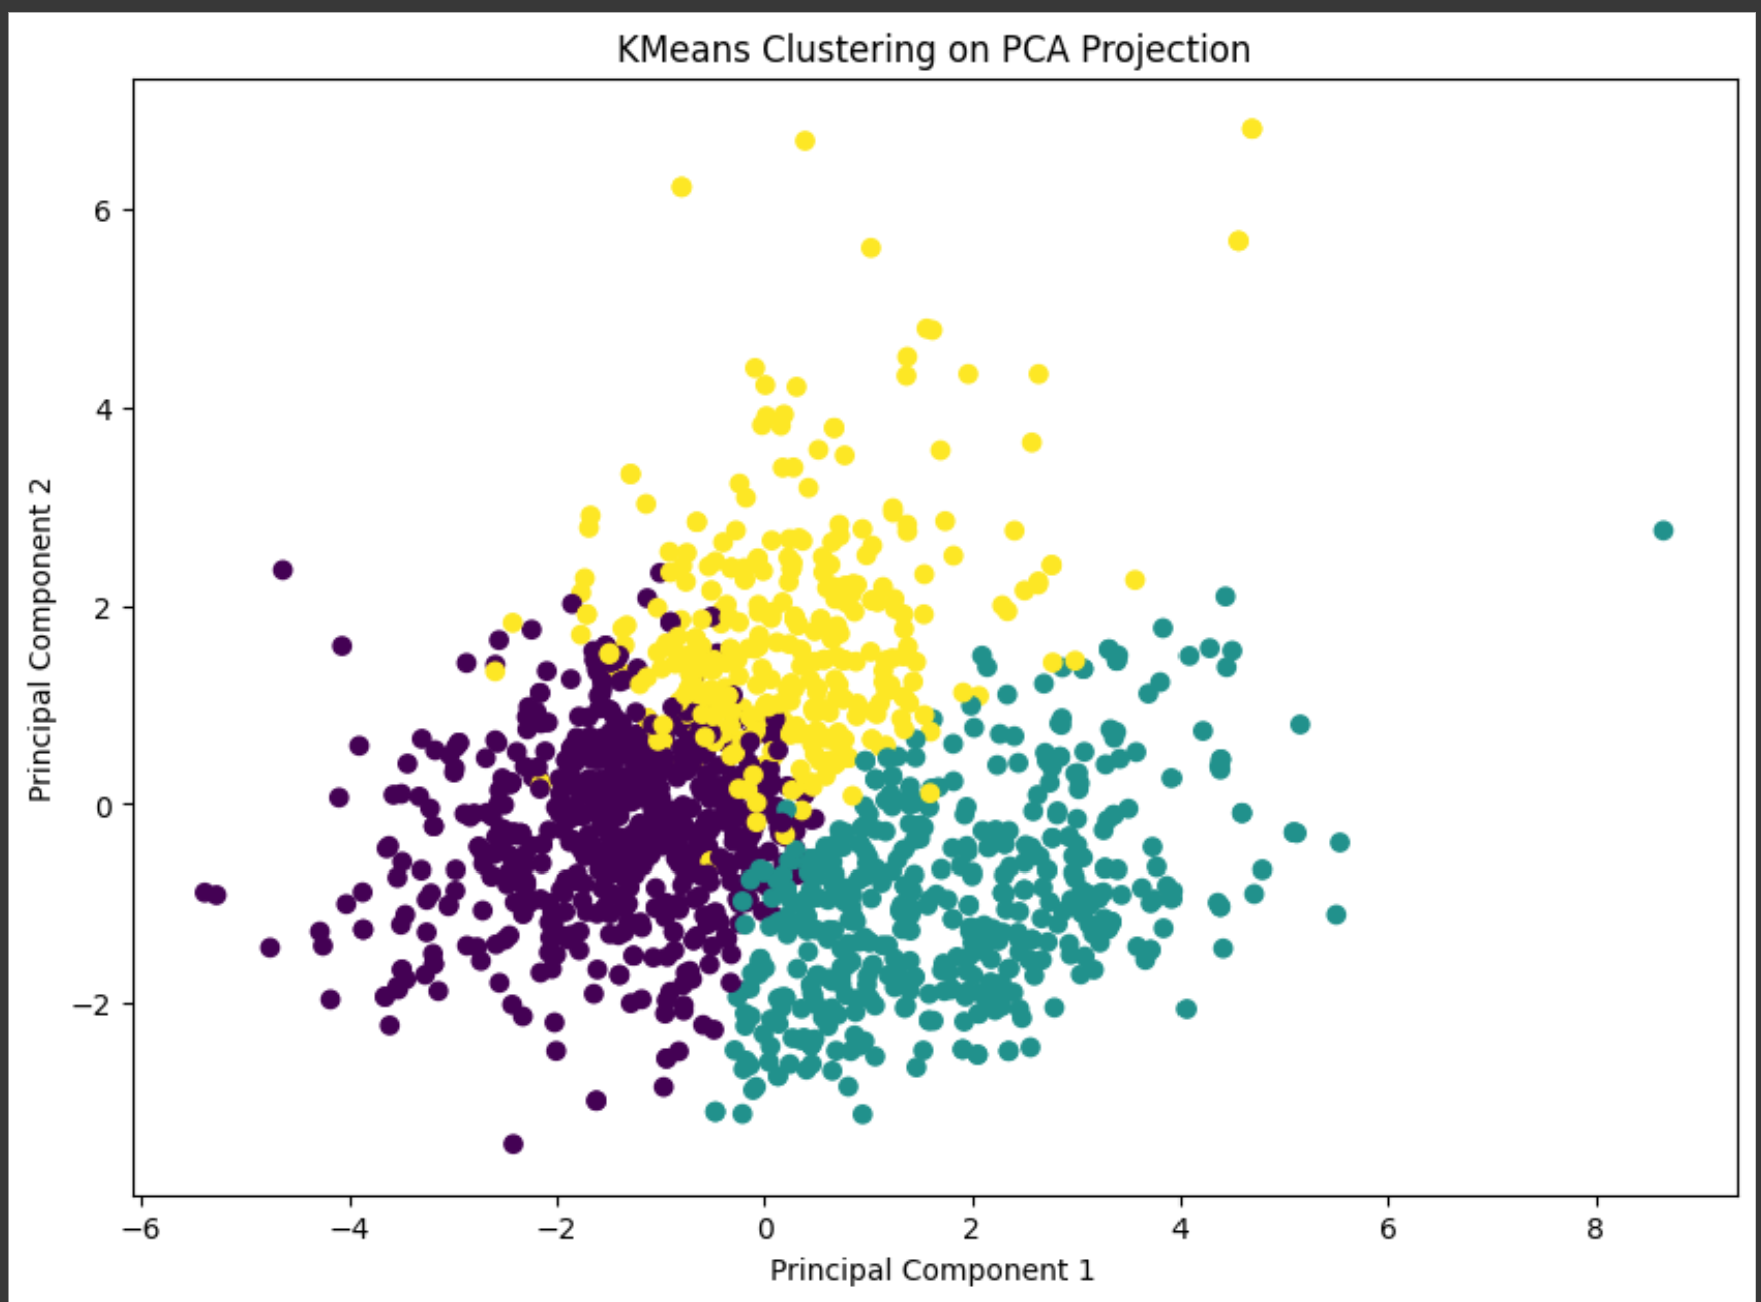 KMeans Clustering on PCA Projection
Principal Component 2
6
4
2
0
−2
−6 −4 −2 0 2 4 6 8
Principal Component 1